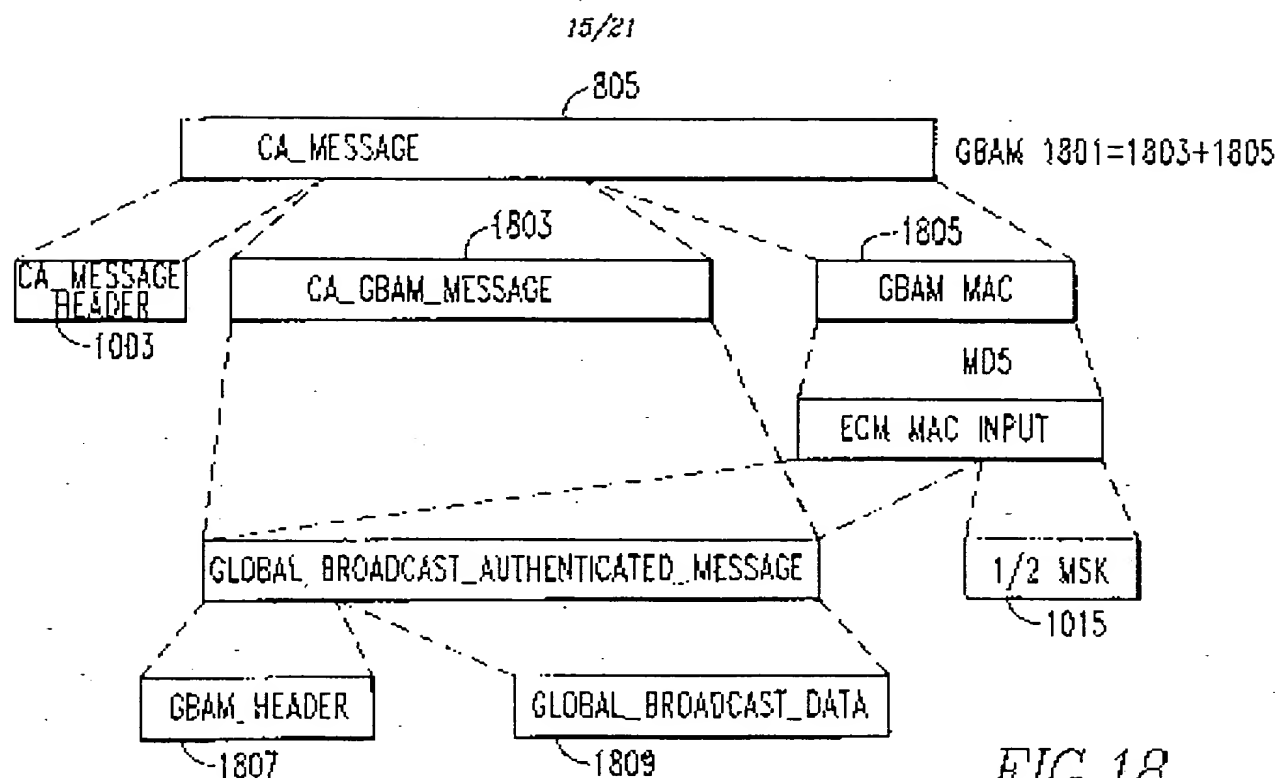 15/21
805
CA_MESSAGE
GBAM 1801=1803+1805
1803
1805
CA_MESSAGE
HEADER
CA_GBAM_MESSAGE
GBAM MAC
1003
MD5
ECM MAC INPUT
GLOBAL_BROADCAST_AUTHENTICATED_MESSAGE
1/2 MSK
1015
GBAM_HEADER
GLOBAL_BROADCAST_DATA
1807
1809
FIG. 18